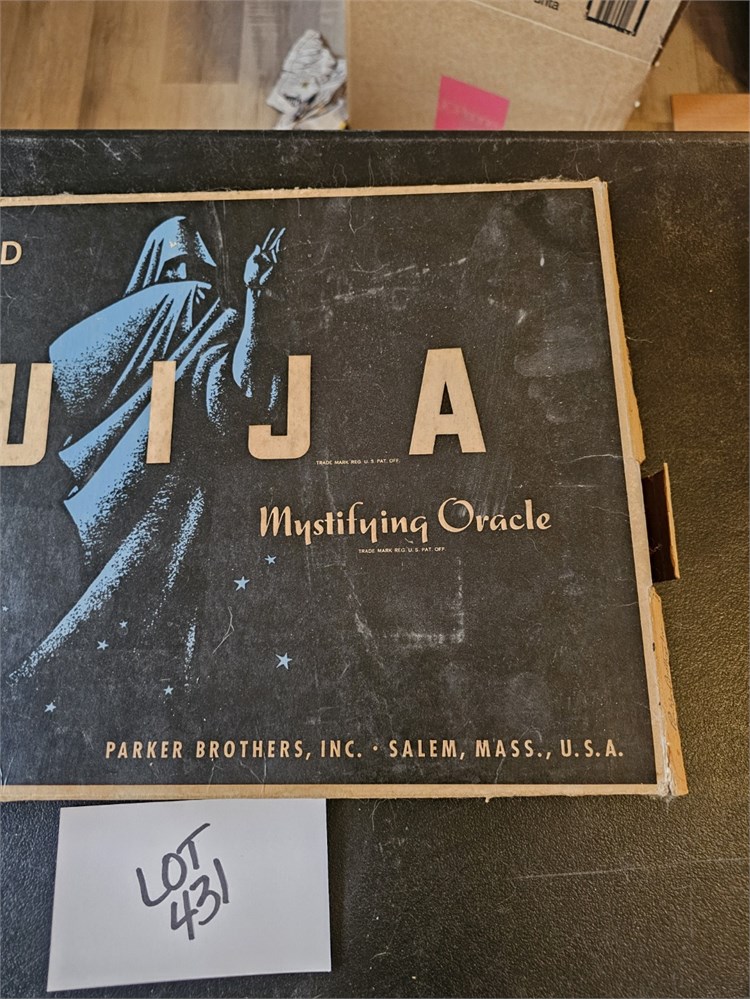 D
UIJA
TRADE MARK REG. U. S. PAT. OFF.
Mystifying Oracle
TRADE MARK REG. U. S. PAT. OFF.
PARKER BROTHERS, INC. · SALEM, MASS., U.S.A.
LOT
431